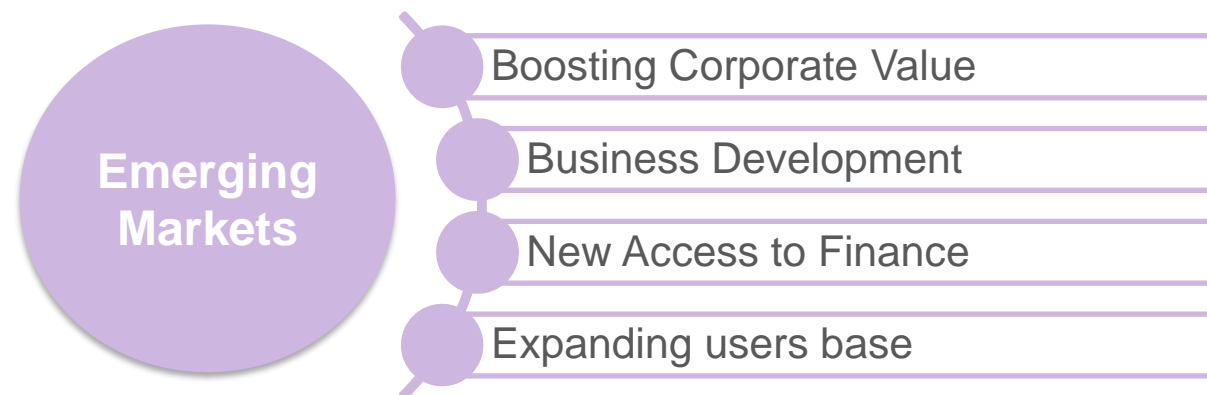 Emerging
Markets
Boosting Corporate Value
Business Development
New Access to Finance
Expanding users base